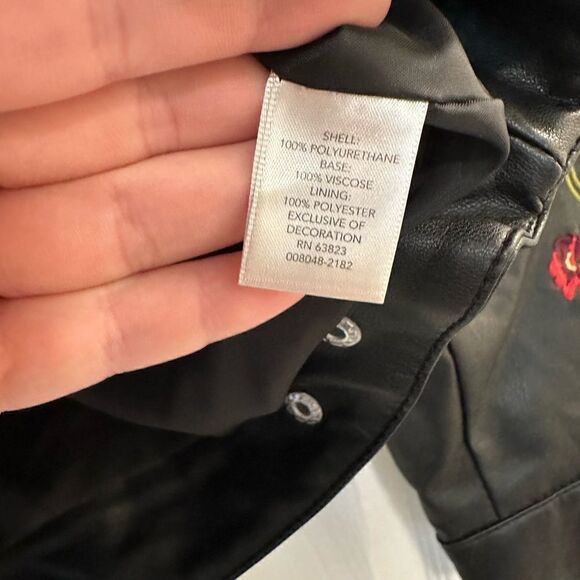 SHELL:
100% POLYURETHANE
BASE:
100% VISCOSE
LINING:
100% POLYESTER
EXCLUSIVE OF
DECORATION
RN 63823
008048-2182